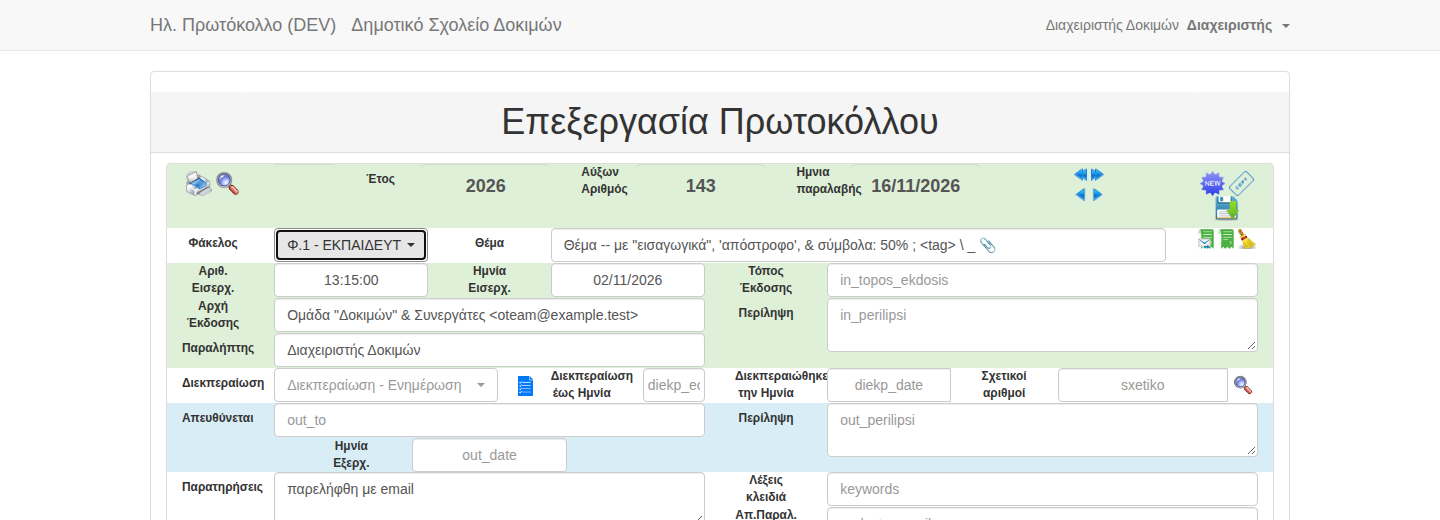 Ηλ. Πρωτόκολλο (DEV) Δημοτικό Σχολείο Δοκιμών Διαχειριστής Δοκιμών Διαχειριστής
Επεξεργασία Πρωτοκόλλου
Έτος 2026 Αύξων Αριθμός 143 Ημνια παραλαβής 16/11/2026
NEW COPY
Φάκελος Φ.1 - ΕΚΠΑΙΔΕΥΤ Θέμα Θέμα -- με "εισαγωγικά", 'απόστροφο', & σύμβολα: 50% ; <tag> \ _ 📎
Αριθ. Εισερχ. 13:15:00 Ημνία Εισερχ. 02/11/2026 Τόπος Έκδοσης in_topos_ekdosis
Αρχή Έκδοσης Ομάδα "Δοκιμών" & Συνεργάτες <oteam@example.test> Περίληψη in_perilipsi
Παραλήπτης Διαχειριστής Δοκιμών
Διεκπεραίωση Διεκπεραίωση - Ενημέρωση Διεκπεραίωση έως Ημνία Διεκπεραιώθηκε την Ημνία diekp_date Σχετικοί αριθμοί sxetiko
Απευθύνεται out_to Περίληψη out_perilipsi
Ημνία Εξερχ. out_date
Παρατηρήσεις παρελήφθη με email Λέξεις κλειδιά keywords
Απ.Παραλ.